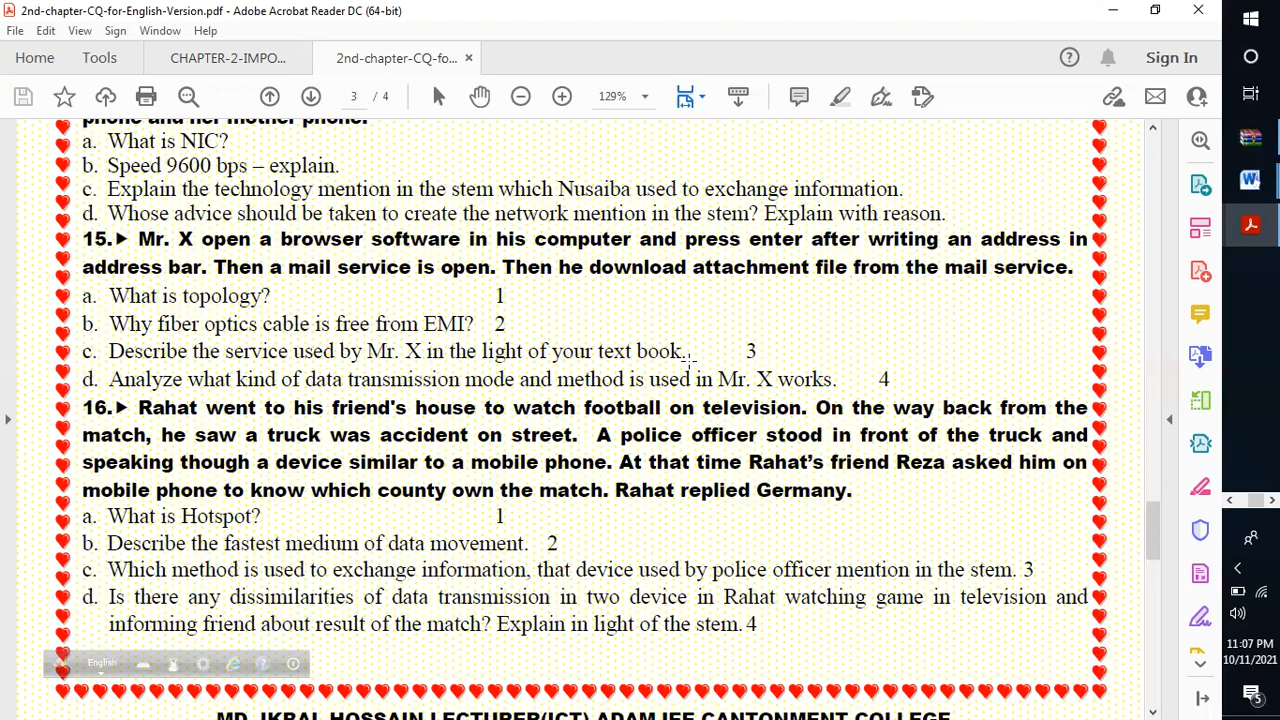 2nd-chapter-CQ-for-English-Version.pdf - Adobe Acrobat Reader DC (64-bit)
File Edit View Sign Window Help
Home Tools CHAPTER-2-IMPO... 2nd-chapter-CQ-fo... × Sign In
3 / 4 129%
phone and her mother phone.
a. What is NIC?
b. Speed 9600 bps – explain.
c. Explain the technology mention in the stem which Nusaiba used to exchange information.
d. Whose advice should be taken to create the network mention in the stem? Explain with reason.
15.► Mr. X open a browser software in his computer and press enter after writing an address in
address bar. Then a mail service is open. Then he download attachment file from the mail service.
a. What is topology? 1
b. Why fiber optics cable is free from EMI? 2
c. Describe the service used by Mr. X in the light of your text book. 3
d. Analyze what kind of data transmission mode and method is used in Mr. X works. 4
16.► Rahat went to his friend's house to watch football on television. On the way back from the
match, he saw a truck was accident on street. A police officer stood in front of the truck and
speaking though a device similar to a mobile phone. At that time Rahat’s friend Reza asked him on
mobile phone to know which county own the match. Rahat replied Germany.
a. What is Hotspot? 1
b. Describe the fastest medium of data movement. 2
c. Which method is used to exchange information, that device used by police officer mention in the stem. 3
d. Is there any dissimilarities of data transmission in two device in Rahat watching game in television and
informing friend about result of the match? Explain in light of the stem. 4
English
MD. IKBAL HOSSAIN LECTURER(ICT) ADAMJEE CANTONMENT COLLEGE
11:07 PM
10/11/2021
5